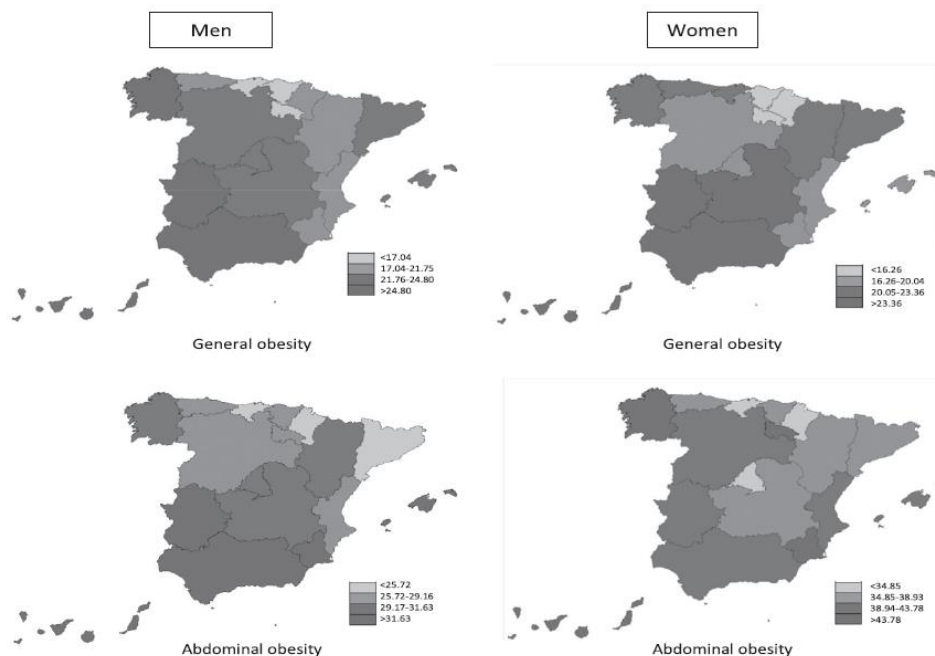 Men
Women
<17.04
17.04-21.75
21.76-24.80
>24.80
General obesity
<16.26
16.26-20.04
20.05-23.36
>23.36
General obesity
<25.72
25.72-29.16
29.17-31.63
>31.63
Abdominal obesity
<34.85
34.85-38.93
38.94-43.78
>43.78
Abdominal obesity